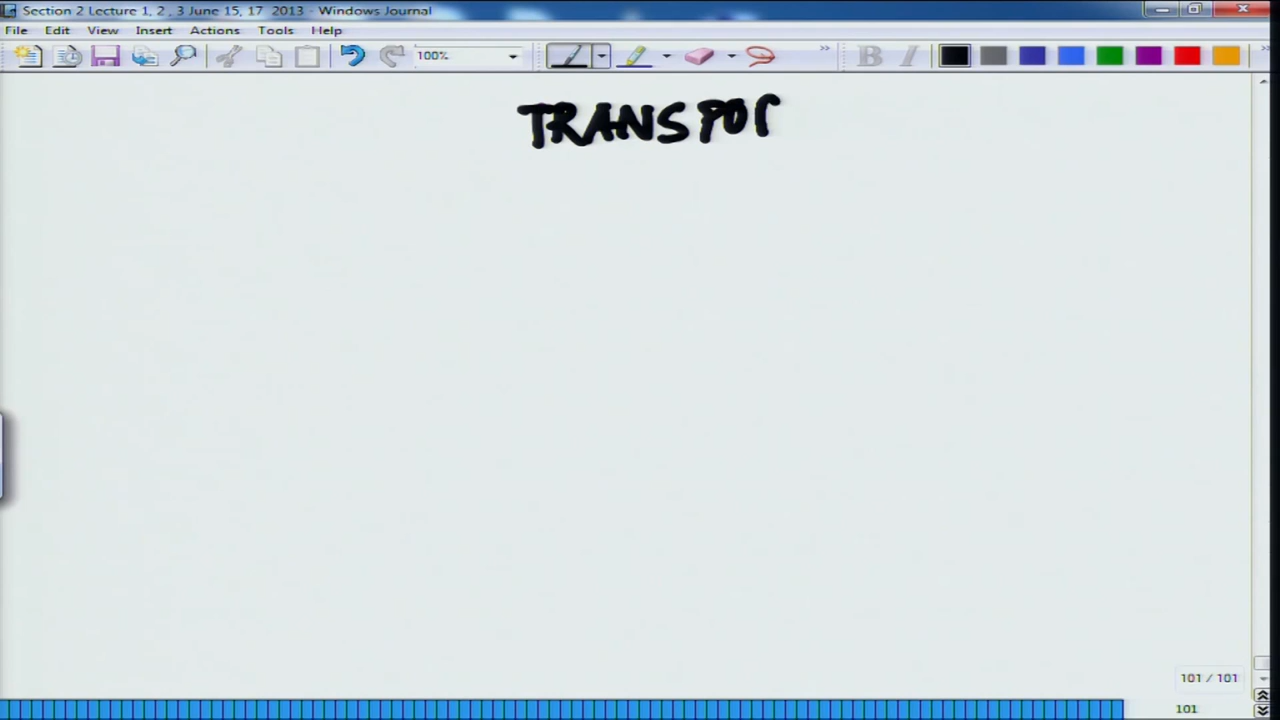 Section 2 Lecture 1, 2 , 3 June 15, 17 2013 - Windows Journal
File Edit View Insert Actions Tools Help
100% B I
TRANSPOR
101 / 101
101